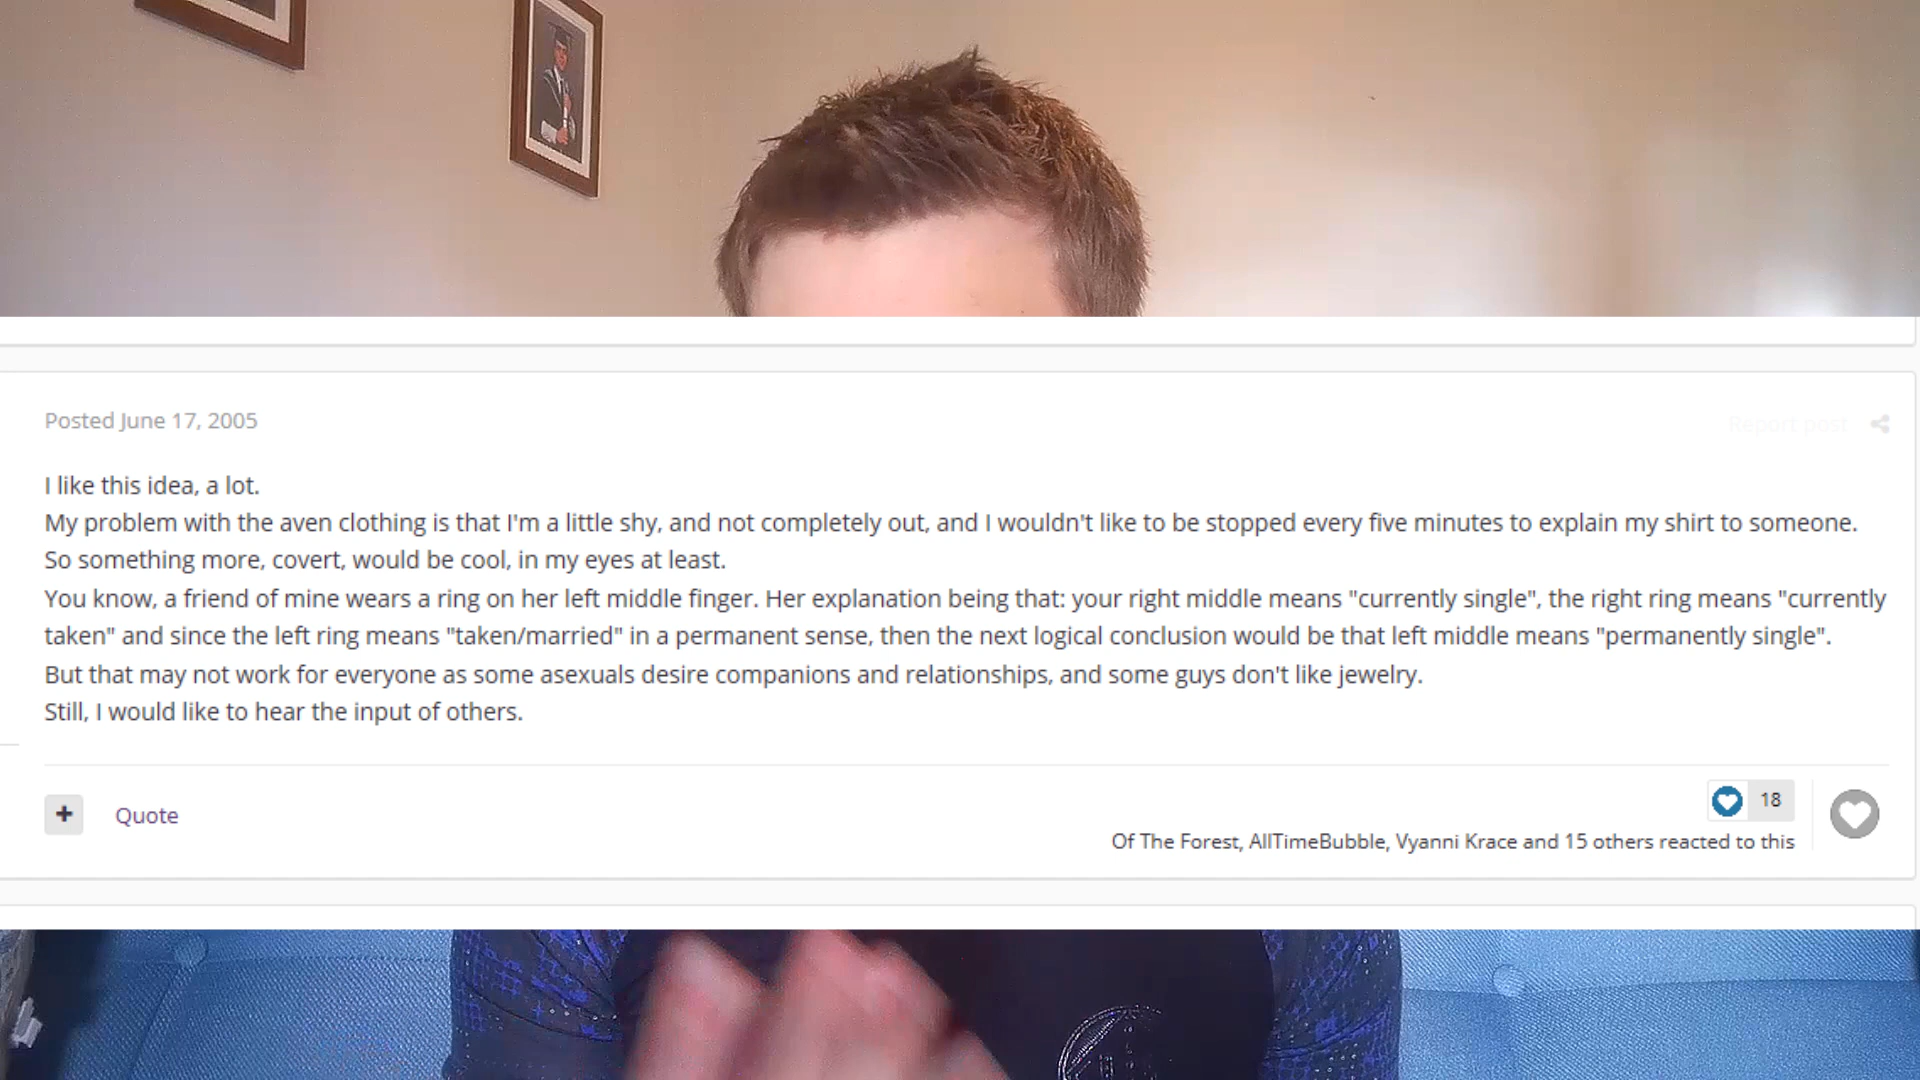 Posted June 17, 2005
Report post
I like this idea, a lot.
My problem with the aven clothing is that I'm a little shy, and not completely out, and I wouldn't like to be stopped every five minutes to explain my shirt to someone.
So something more, covert, would be cool, in my eyes at least.
You know, a friend of mine wears a ring on her left middle finger. Her explanation being that: your right middle means "currently single", the right ring means "currently
taken" and since the left ring means "taken/married" in a permanent sense, then the next logical conclusion would be that left middle means "permanently single".
But that may not work for everyone as some asexuals desire companions and relationships, and some guys don't like jewelry.
Still, I would like to hear the input of others.
+ Quote
18
Of The Forest, AllTimeBubble, Vyanni Krace and 15 others reacted to this